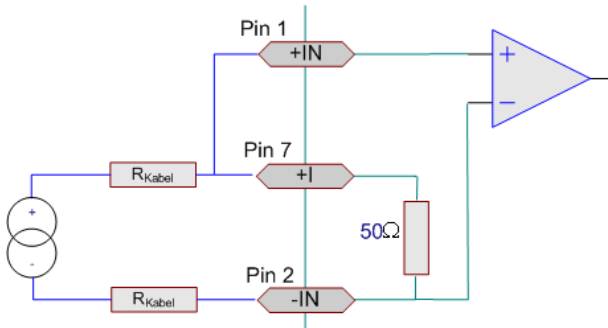 Pin 1
+IN
+
−
Pin 7
+I
RKabel
50Ω
+
-
Pin 2
-IN
RKabel